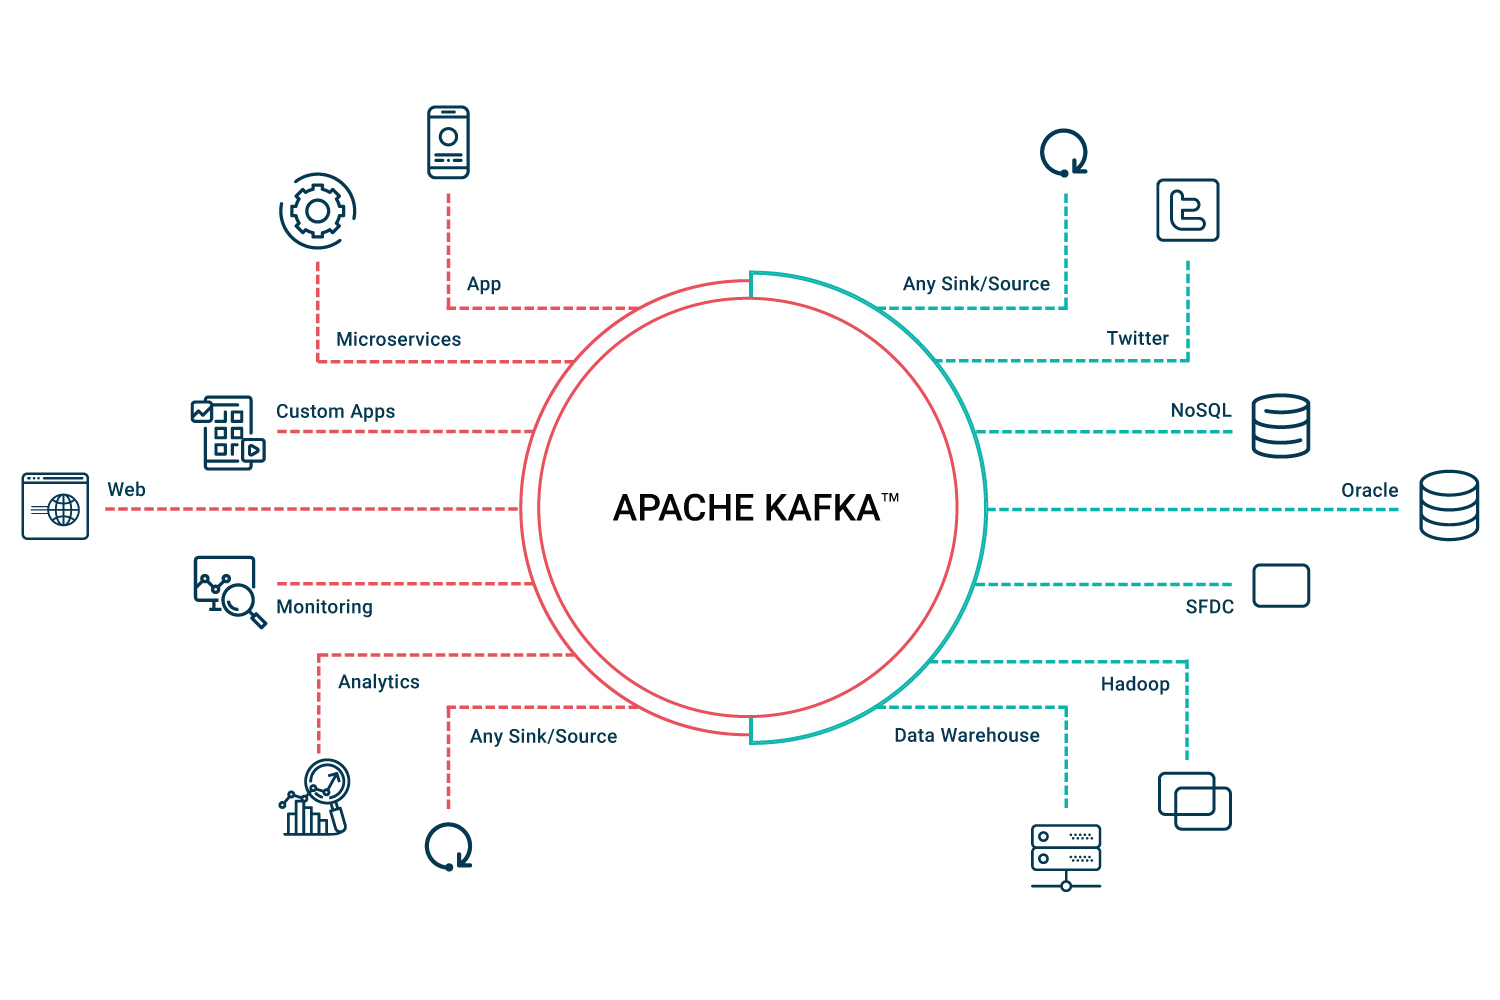 App
Any Sink/Source
Microservices
Twitter
Custom Apps
NoSQL
Web
Oracle
APACHE KAFKA™
Monitoring
SFDC
Analytics
Hadoop
Any Sink/Source
Data Warehouse